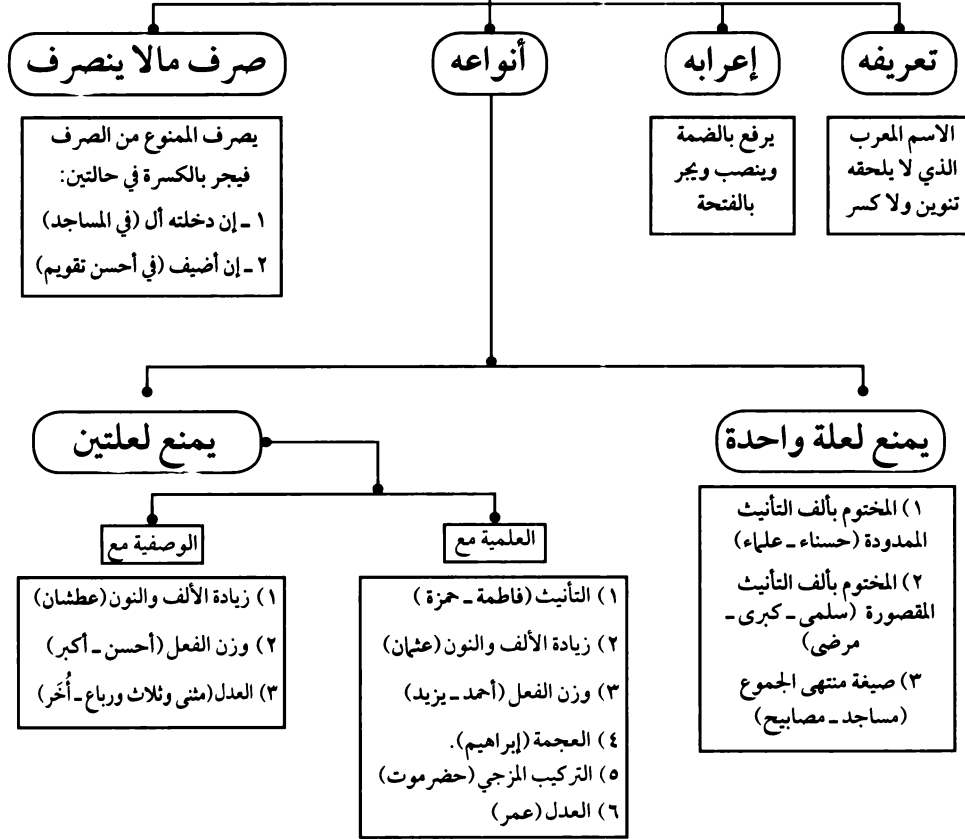 تعريفه
الاسم المعرب
الذي لا يلحقه
تنوين ولا كسر
إعرابه
يرفع بالضمة
وينصب ويجر
بالفتحة
أنواعه
صرف مالا ينصرف
يصرف الممنوع من الصرف
فيجر بالكسرة في حالتين:
١ ـ إن دخلته أل (في المساجد)
٢ ـ إن أضيف (في أحسن تقويم)
يمنع لعلة واحدة
١) المختوم بألف التأنيث
الممدودة (حسناء ـ علماء)
٢) المختوم بألف التأنيث
المقصورة (سلمى ـ كبرى ـ
مرضى)
٣) صيغة منتهى الجموع
(مساجد ـ مصابيح)
يمنع لعلتين
العلمية مع
١) التأنيث (فاطمة ـ حمزة )
٢) زيادة الألف والنون (عثمان)
٣) وزن الفعل (أحمد ـ يزيد)
٤) العجمة (إبراهيم).
٥) التركيب المزجي (حضرموت)
٦) العدل (عمر)
الوصفية مع
١) زيادة الألف والنون (عطشان)
٢) وزن الفعل (أحسن ـ أكبر)
٣) العدل (مثنى وثلاث ورباع ـ أُخَر)